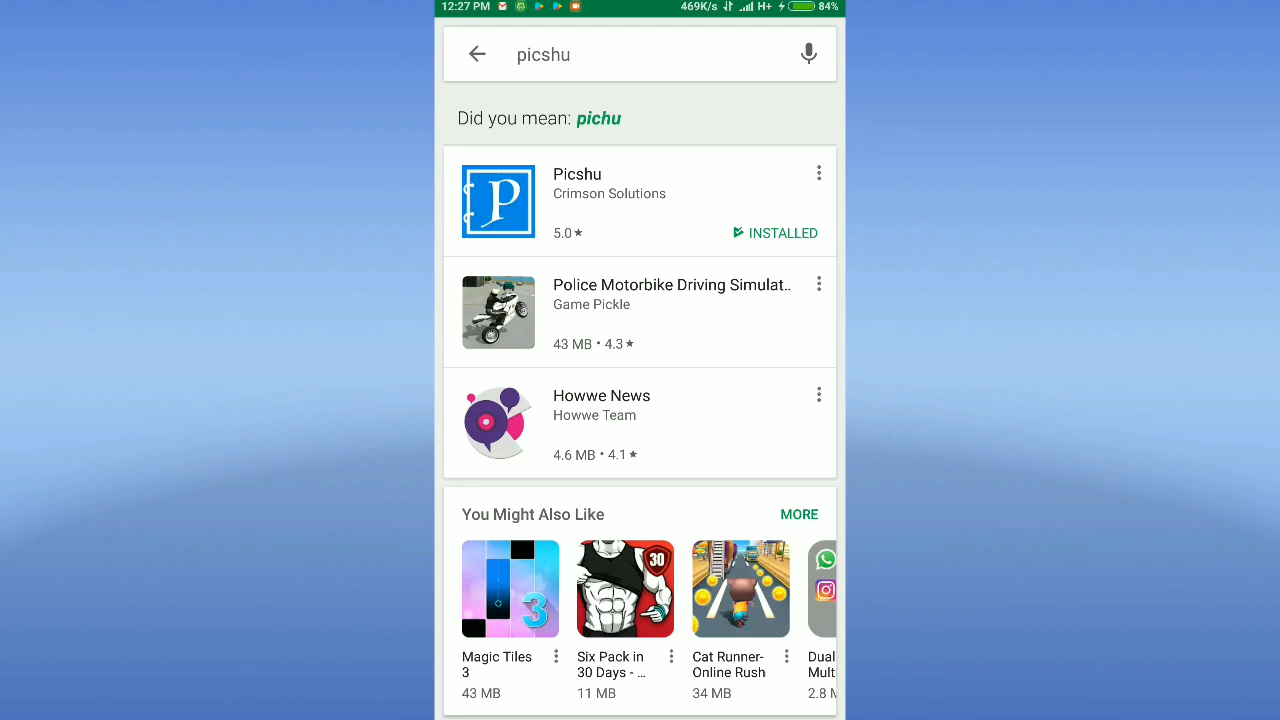 12:27 PM 469K/s H+ 84%
picshu
Did you mean: pichu
P
Picshu
Crimson Solutions
5.0★ INSTALLED
Police Motorbike Driving Simulat..
Game Pickle
43 MB • 4.3★
Howwe News
Howwe Team
4.6 MB • 4.1★
You Might Also Like MORE
3 30
Magic Tiles
3
43 MB
Six Pack in
30 Days - ...
11 MB
Cat Runner-
Online Rush
34 MB
Dual
Mult
2.8 M